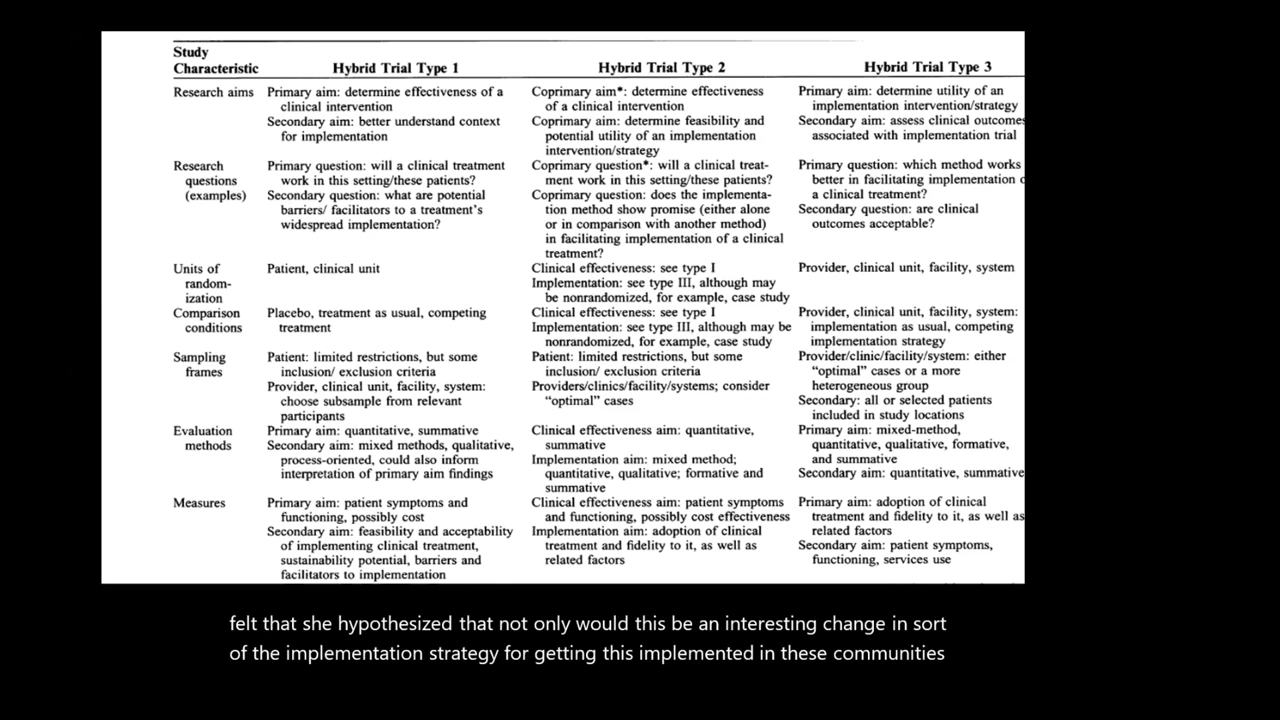 Study
Characteristic Hybrid Trial Type 1 Hybrid Trial Type 2 Hybrid Trial Type 3
Research aims Primary aim: determine effectiveness of a Coprimary aim*: determine effectiveness Primary aim: determine utility of an
clinical intervention of a clinical intervention implementation intervention/strategy
Secondary aim: better understand context Coprimary aim: determine feasibility and Secondary aim: assess clinical outcomes
for implementation potential utility of an implementation associated with implementation trial
intervention/strategy
Research Primary question: will a clinical treatment Coprimary question*: will a clinical treat- Primary question: which method works
questions work in this setting/these patients? ment work in this setting/these patients? better in facilitating implementation
(examples) Secondary question: what are potential Coprimary question: does the implementa- a clinical treatment?
barriers/ facilitators to a treatment's tion method show promise (either alone Secondary question: are clinical
widespread implementation? or in comparison with another method) outcomes acceptable?
in facilitating implementation of a clinical
treatment?
Units of Patient, clinical unit Clinical effectiveness: see type I Provider, clinical unit, facility, system
random- Implementation: see type III, although may
ization be nonrandomized, for example, case study
Comparison Placebo, treatment as usual, competing Clinical effectiveness: see type I Provider, clinical unit, facility, system:
conditions treatment Implementation: see type III, although may be implementation as usual, competing
nonrandomized, for example, case study implementation strategy
Sampling Patient: limited restrictions, but some Patient: limited restrictions, but some Provider/clinic/facility/system: either
frames inclusion/ exclusion criteria inclusion/ exclusion criteria “optimal” cases or a more
Provider, clinical unit, facility, system: Providers/clinics/facility/systems; consider heterogeneous group
choose subsample from relevant “optimal” cases Secondary: all or selected patients
participants included in study locations
Evaluation Primary aim: quantitative, summative Clinical effectiveness aim: quantitative, Primary aim: mixed-method,
methods Secondary aim: mixed methods, qualitative, summative quantitative, qualitative, formative,
process-oriented, could also inform Implementation aim: mixed method; and summative
interpretation of primary aim findings quantitative, qualitative; formative and Secondary aim: quantitative, summative
summative
Measures Primary aim: patient symptoms and Clinical effectiveness aim: patient symptoms Primary aim: adoption of clinical
functioning, possibly cost and functioning, possibly cost effectiveness treatment and fidelity to it, as well as
Secondary aim: feasibility and acceptability Implementation aim: adoption of clinical related factors
of implementing clinical treatment, treatment and fidelity to it, as well as Secondary aim: patient symptoms,
sustainability potential, barriers and related factors functioning, services use
facilitators to implementation
felt that she hypothesized that not only would this be an interesting change in sort
of the implementation strategy for getting this implemented in these communities